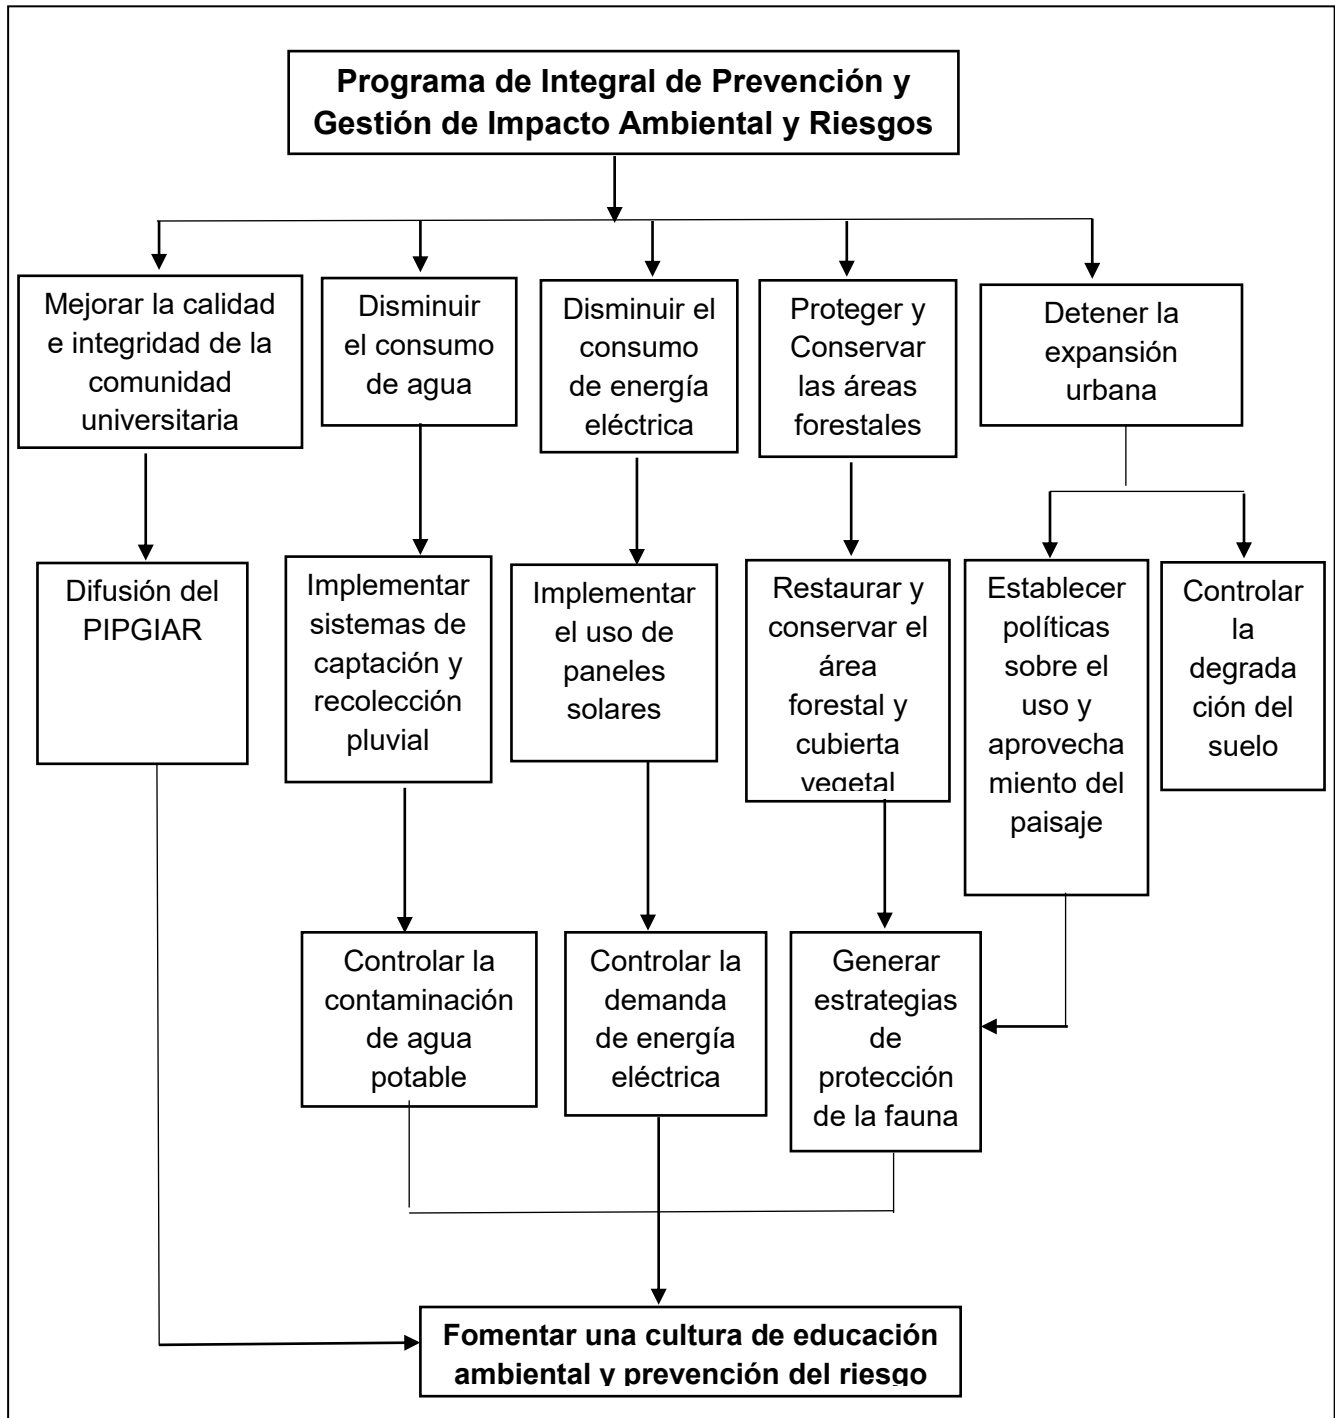 Programa de Integral de Prevención y
Gestión de Impacto Ambiental y Riesgos
Mejorar la calidad
e integridad de la
comunidad
universitaria
Disminuir
el consumo
de agua
Disminuir el
consumo
de energía
eléctrica
Proteger y
Conservar
las áreas
forestales
Detener la
expansión
urbana
Difusión del
PIPGIAR
Implementar
sistemas de
captación y
recolección
pluvial
Implementar
el uso de
paneles
solares
Restaurar y
conservar el
área
forestal y
cubierta
vegetal
Establecer
políticas
sobre el
uso y
aprovecha
miento del
paisaje
Controlar
la
degrada
ción del
suelo
Controlar la
contaminación
de agua
potable
Controlar la
demanda
de energía
eléctrica
Generar
estrategias
de
protección
de la fauna
Fomentar una cultura de educación
ambiental y prevención del riesgo